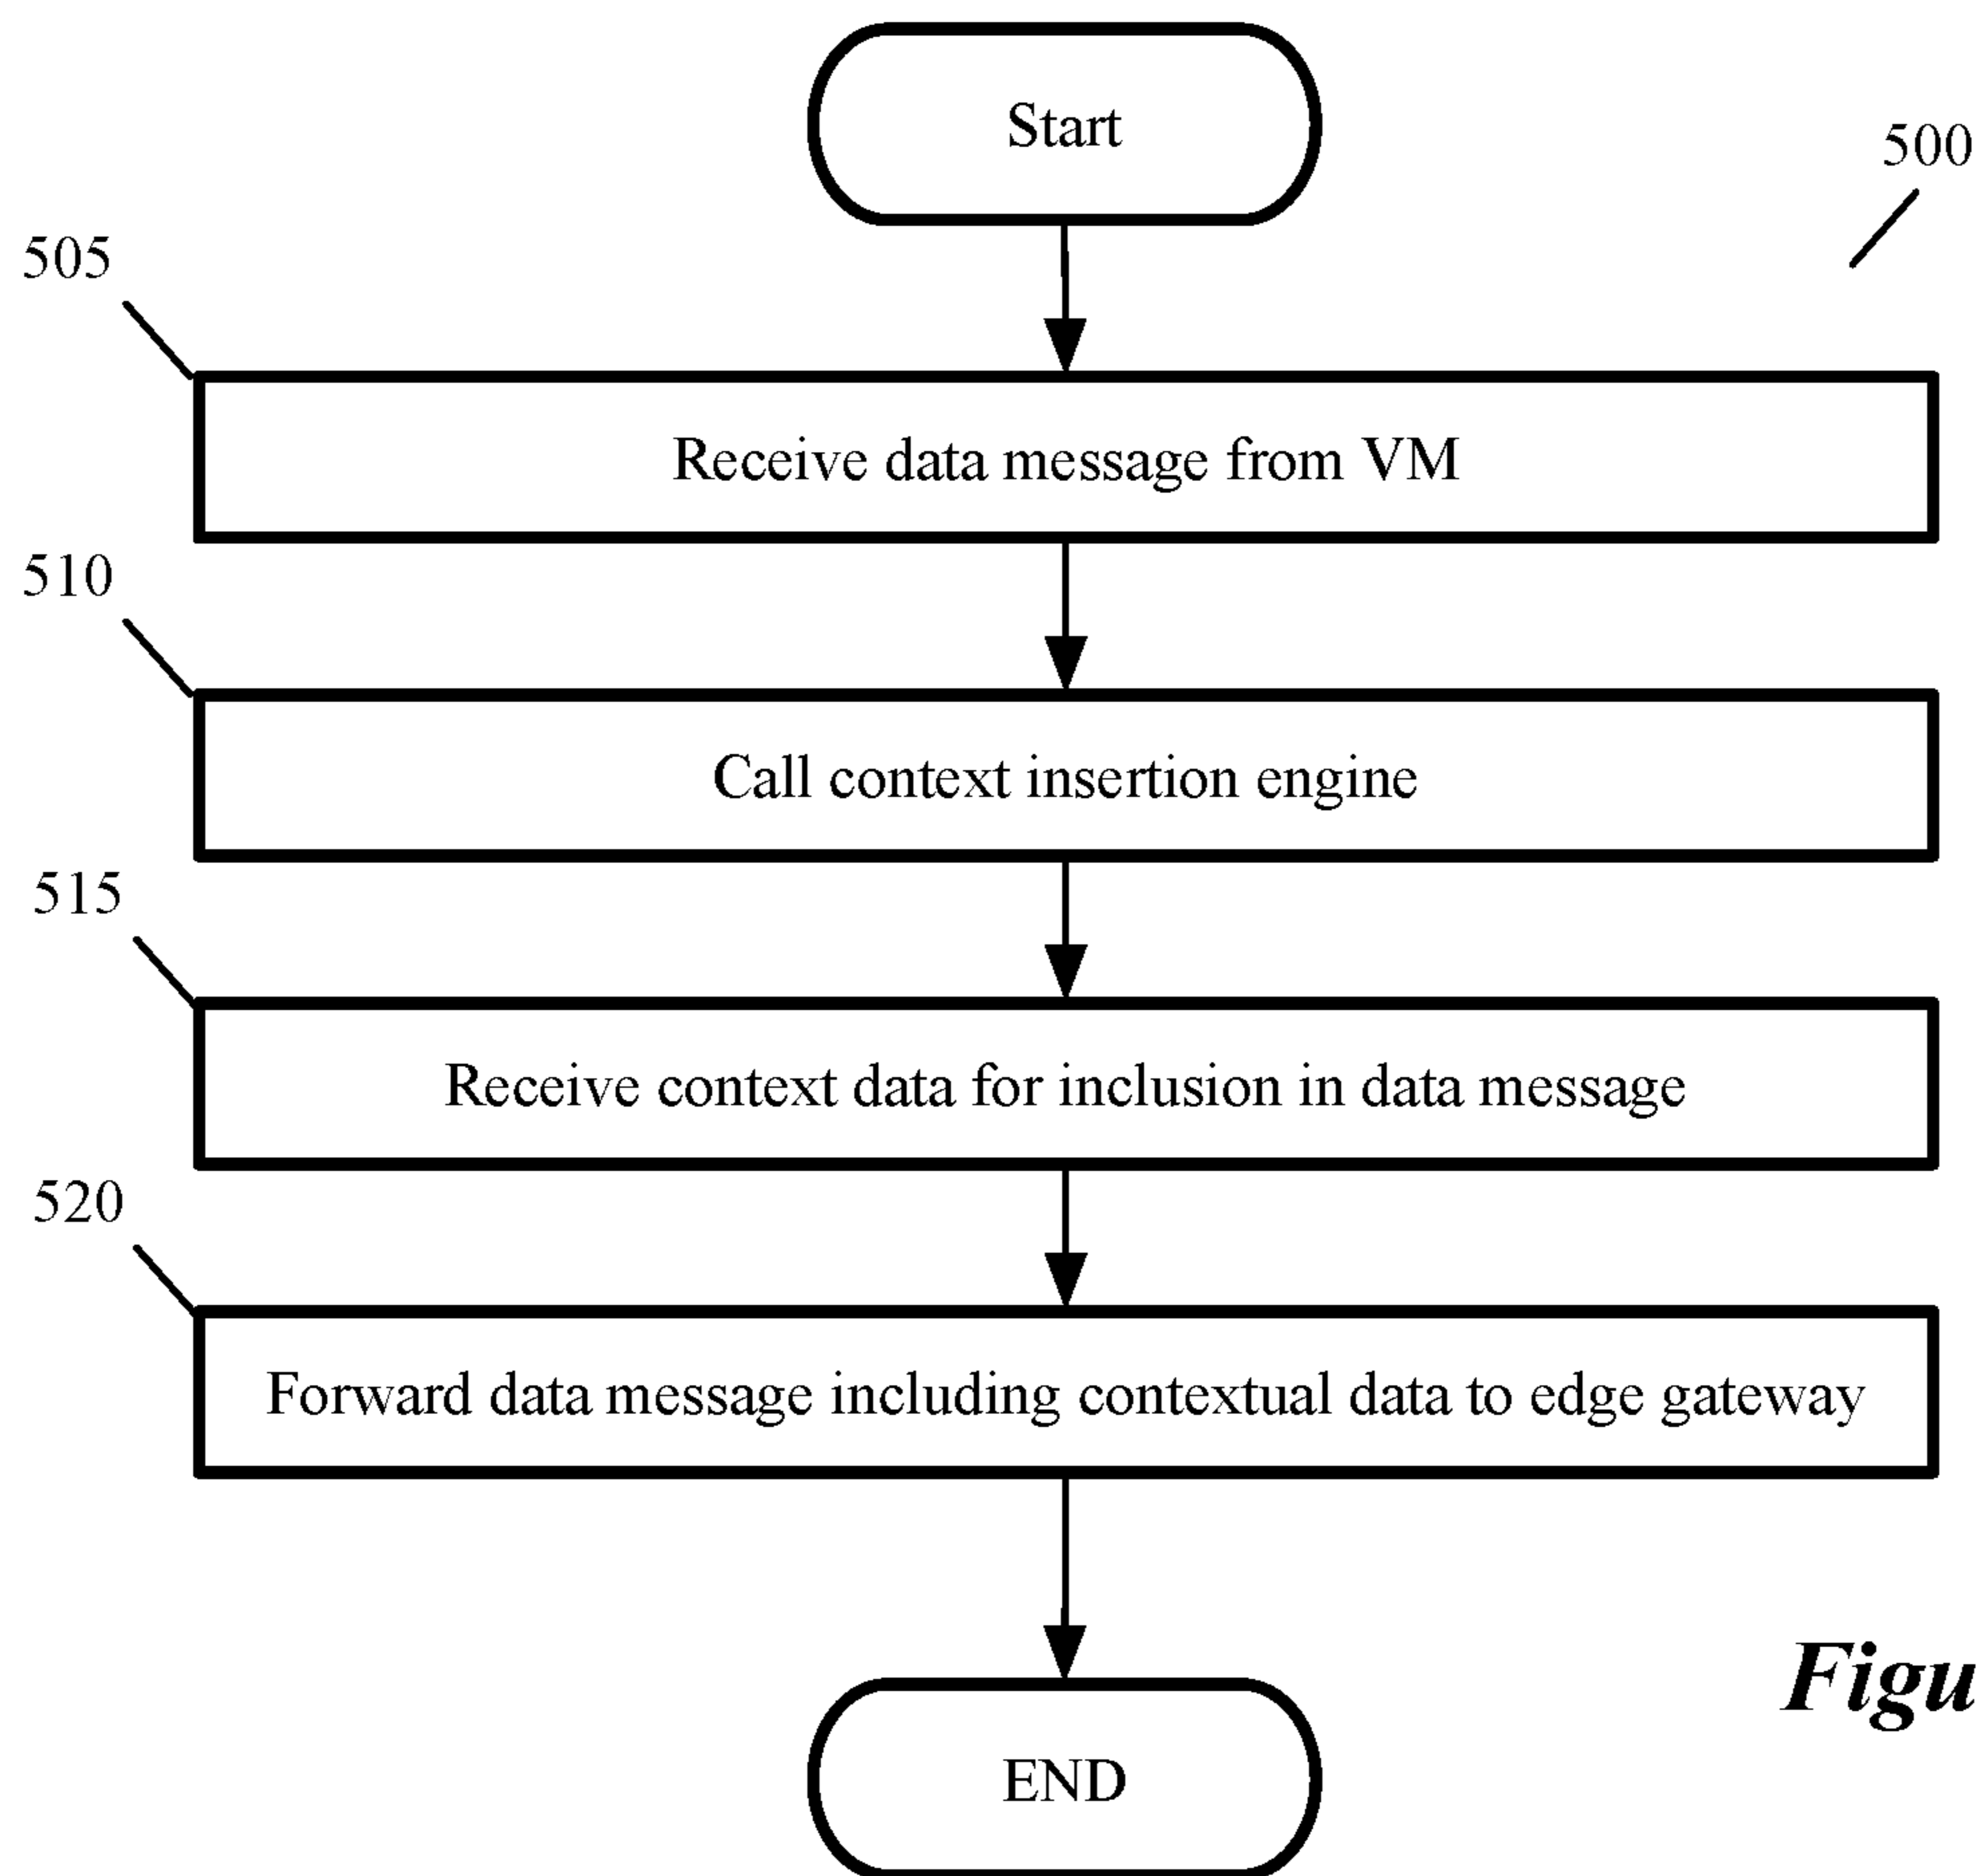 Start
500
505
Receive data message from VM
510
Call context insertion engine
515
Receive context data for inclusion in data message
520
Forward data message including contextual data to edge gateway
END